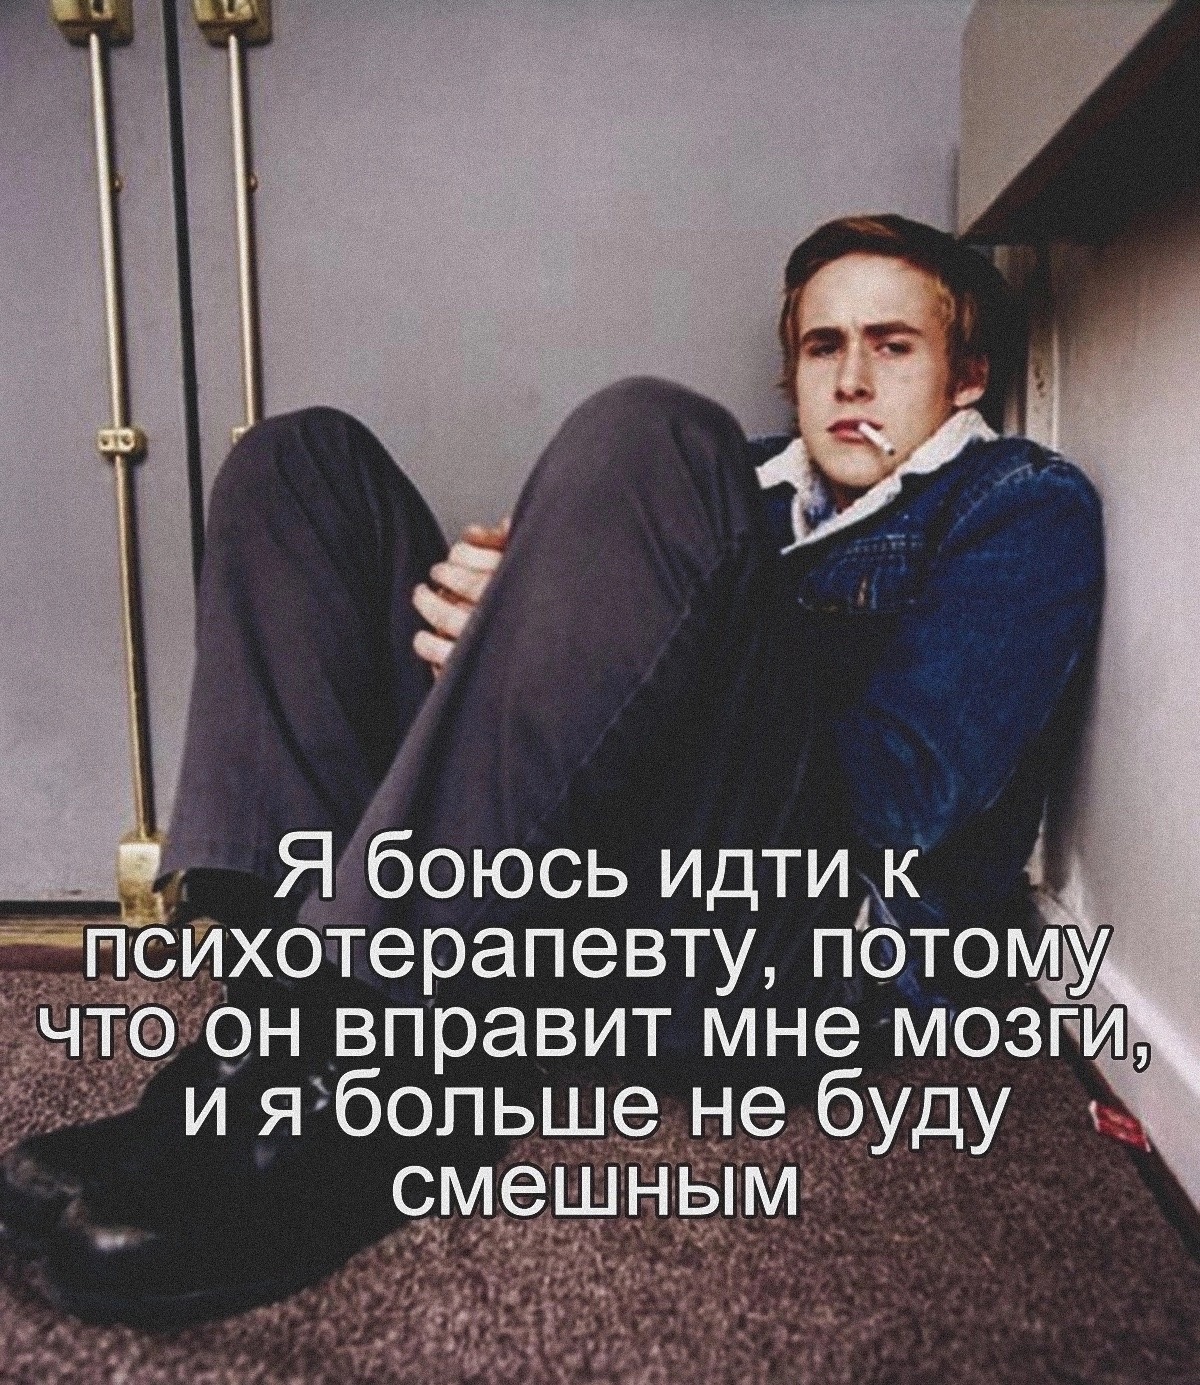 Я боюсь идти к
психотерапевту, потому
что он вправит мне мозги,
и я больше не буду
смешным